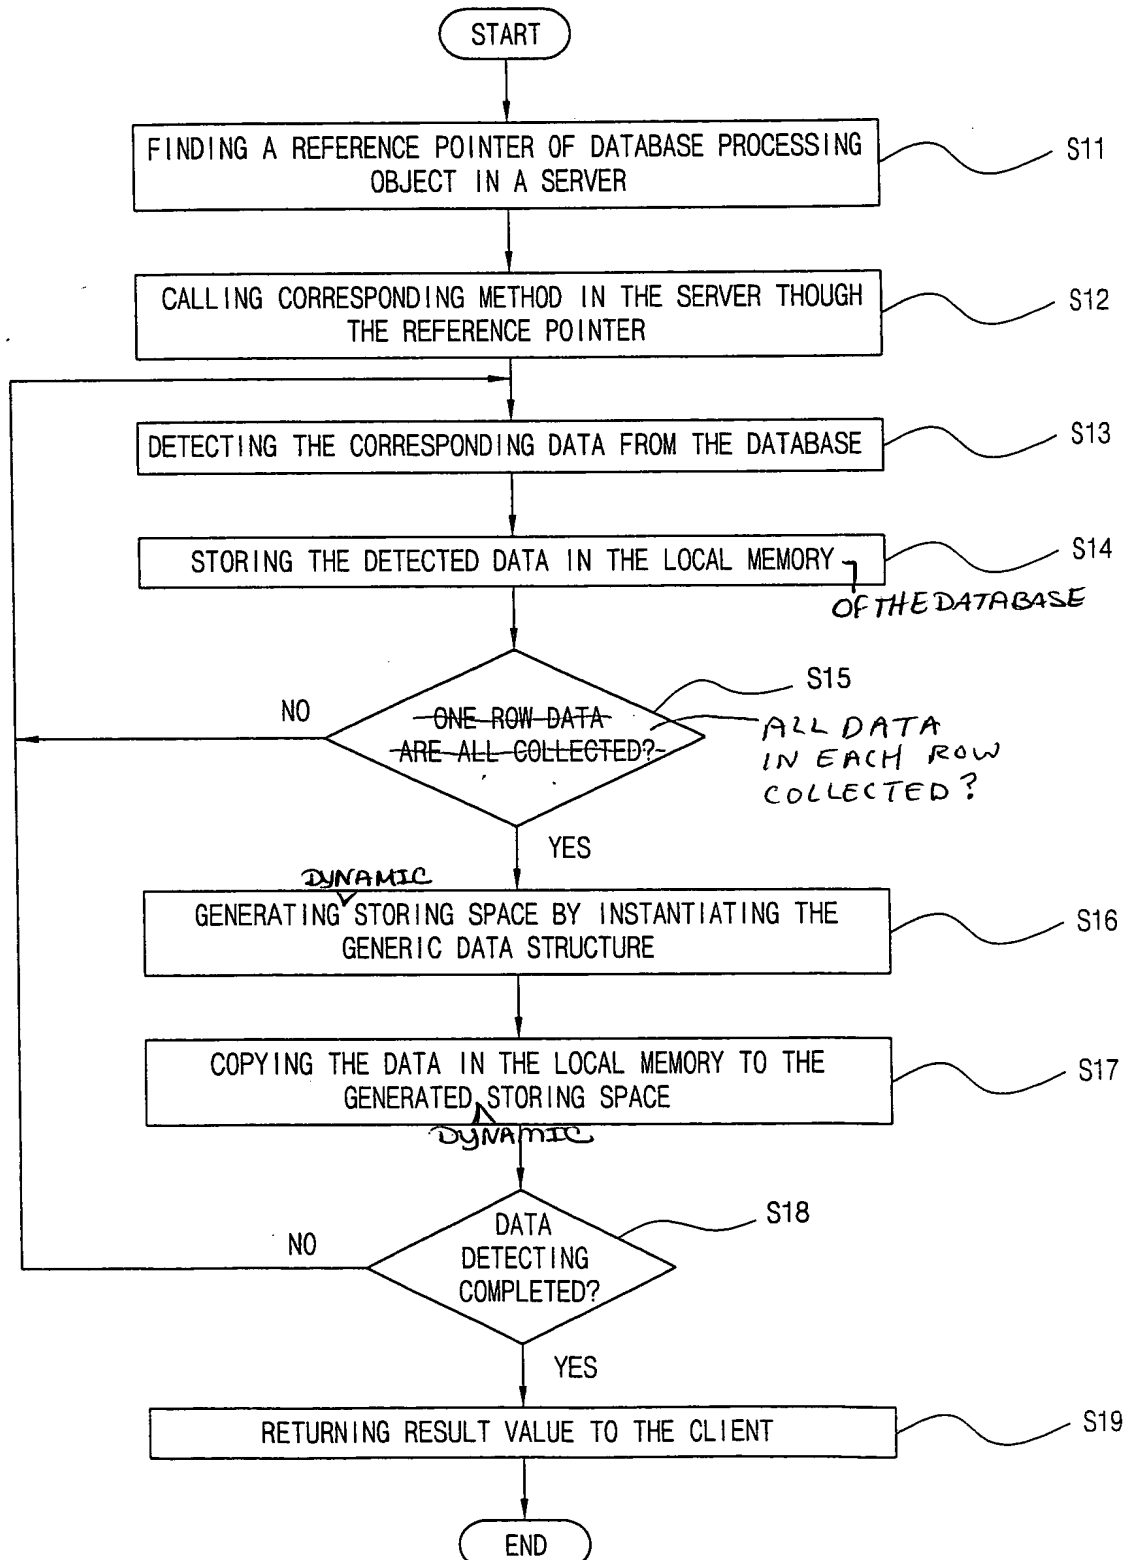 START
FINDING A REFERENCE POINTER OF DATABASE PROCESSING
OBJECT IN A SERVER
S11
CALLING CORRESPONDING METHOD IN THE SERVER THOUGH
THE REFERENCE POINTER
S12
DETECTING THE CORRESPONDING DATA FROM THE DATABASE
S13
STORING THE DETECTED DATA IN THE LOCAL MEMORY
S14
OF THE DATABASE
S15
NO
ONE ROW DATA
ARE ALL COLLECTED?
ALL DATA
IN EACH ROW
COLLECTED?
YES
DYNAMIC
GENERATING STORING SPACE BY INSTANTIATING THE
GENERIC DATA STRUCTURE
S16
COPYING THE DATA IN THE LOCAL MEMORY TO THE
GENERATED STORING SPACE
S17
DYNAMIC
S18
NO
DATA
DETECTING
COMPLETED?
YES
RETURNING RESULT VALUE TO THE CLIENT
S19
END